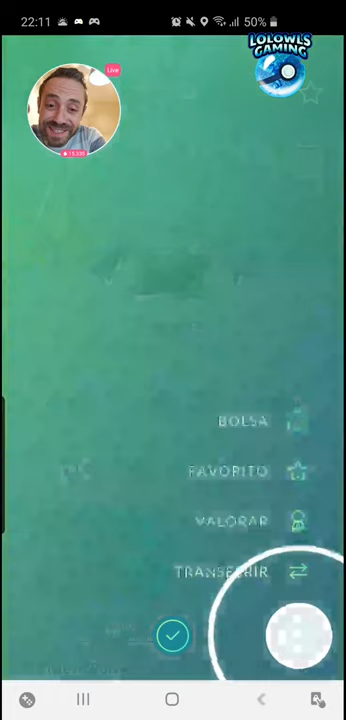 22:11
50%
LOLOWLS
GAMING
Live
BOLSA
FAVORITO
VALORAR
TRANSFERIR